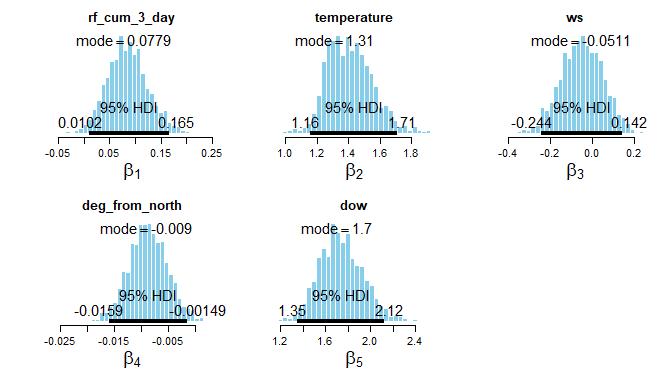 rf_cum_3_day
mode = 0.0779
95% HDI
0.0102 0.165
-0.05 0.05 0.15 0.25
β1
temperature
mode = 1.31
95% HDI
1.16 1.71
1.0 1.2 1.4 1.6 1.8
β2
ws
mode = -0.0511
95% HDI
-0.244 0.142
-0.4 -0.2 0.0 0.2
β3
deg_from_north
mode = -0.009
95% HDI
-0.0159 -0.00149
-0.025 -0.015 -0.005
β4
dow
mode = 1.7
95% HDI
1.35 2.12
1.2 1.6 2.0 2.4
β5